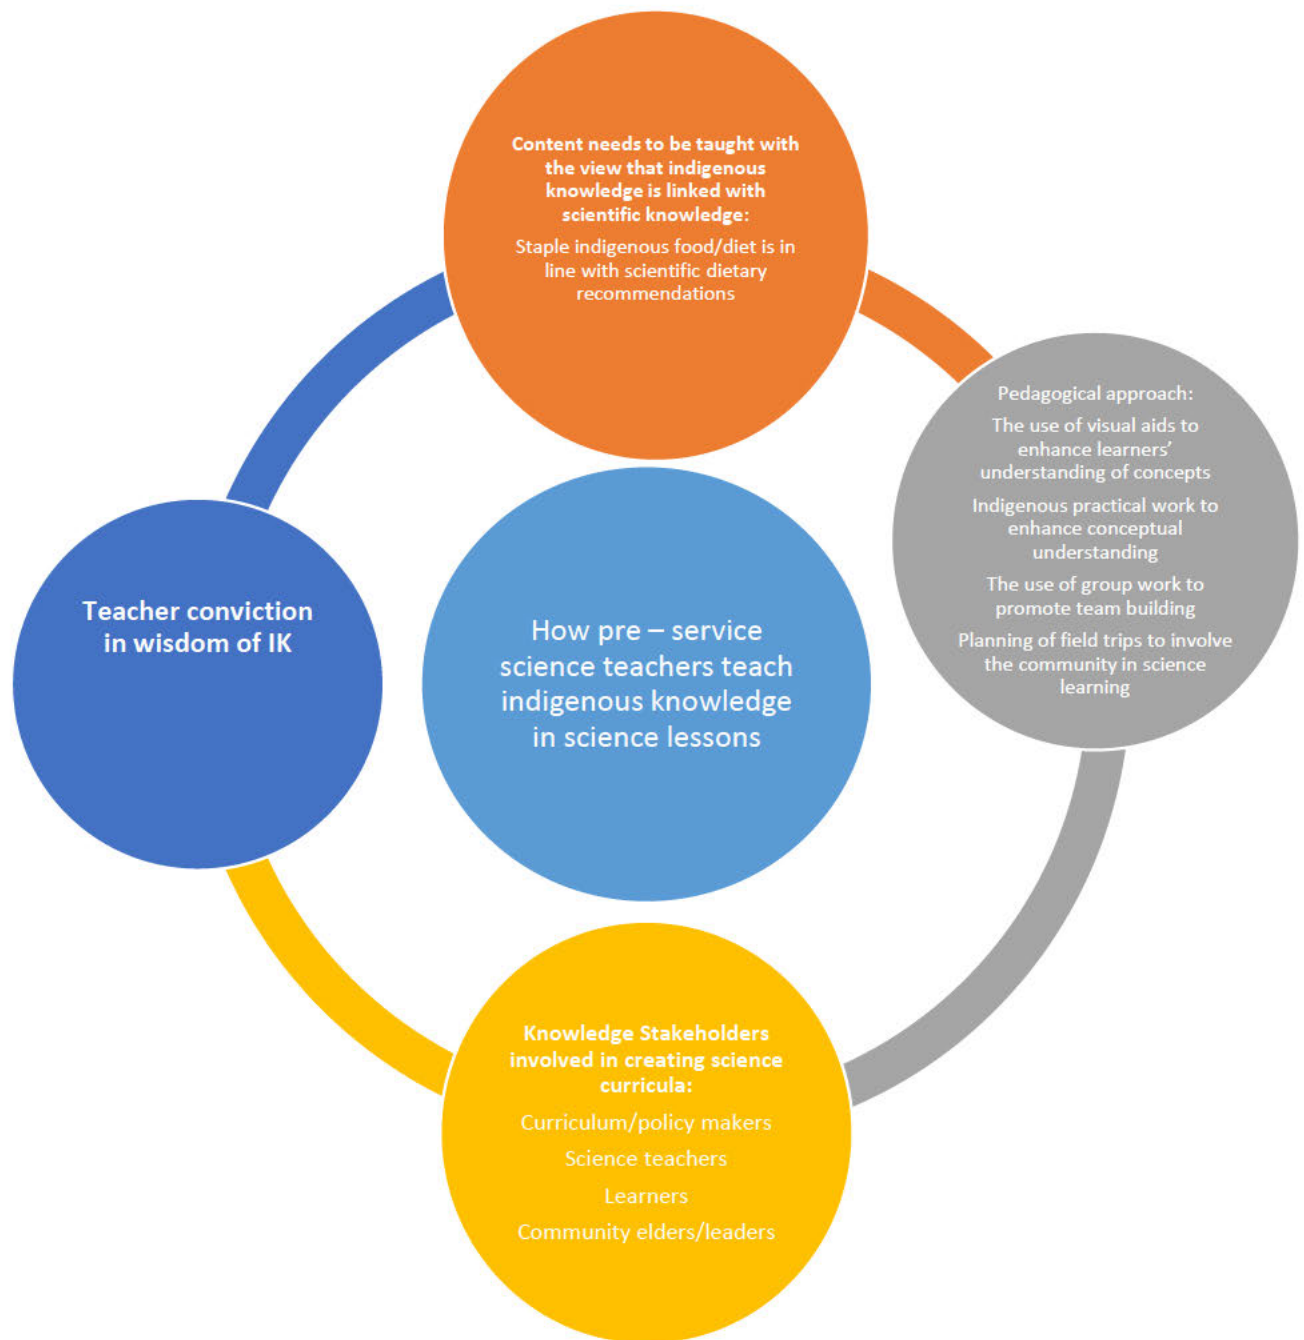 Content needs to be taught with
the view that indigenous
knowledge is linked with
scientific knowledge:
Staple indigenous food/diet is in
line with scientific dietary
recommendations
Pedagogical approach:
The use of visual aids to
enhance learners’
understanding of concepts
Indigenous practical work to
enhance conceptual
understanding
The use of group work to
promote team building
Planning of field trips to involve
the community in science
learning
Teacher conviction
in wisdom of IK
How pre – service
science teachers teach
indigenous knowledge
in science lessons
Knowledge Stakeholders
involved in creating science
curricula:
Curriculum/policy makers
Science teachers
Learners
Community elders/leaders